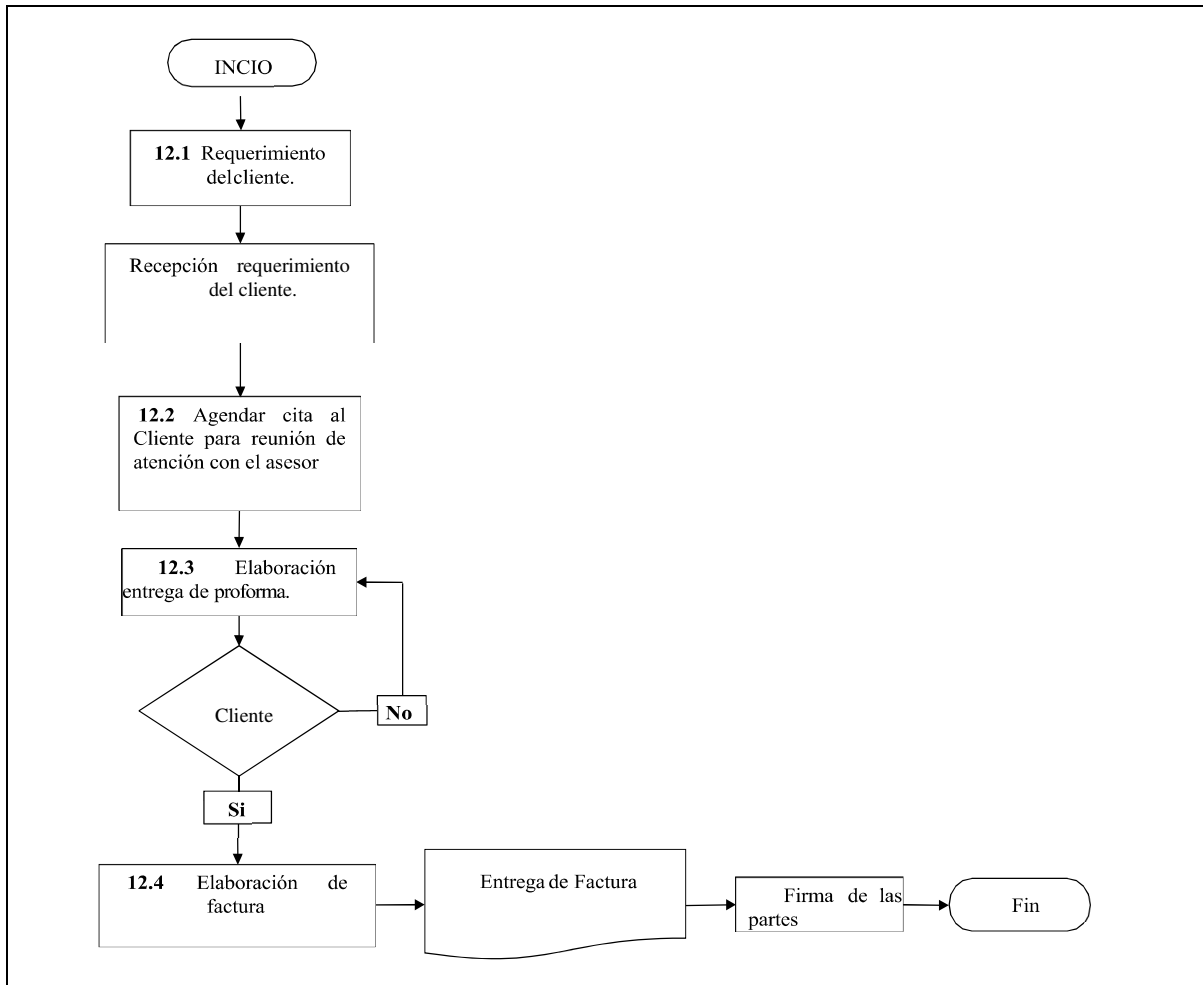 INCIO
12.1 Requerimiento
delcliente.
Recepción requerimiento
del cliente.
12.2 Agendar cita al
Cliente para reunión de
atención con el asesor
12.3 Elaboración
entrega de proforma.
Cliente
No
Si
12.4 Elaboración de
factura
Entrega de Factura
Firma de las
partes
Fin